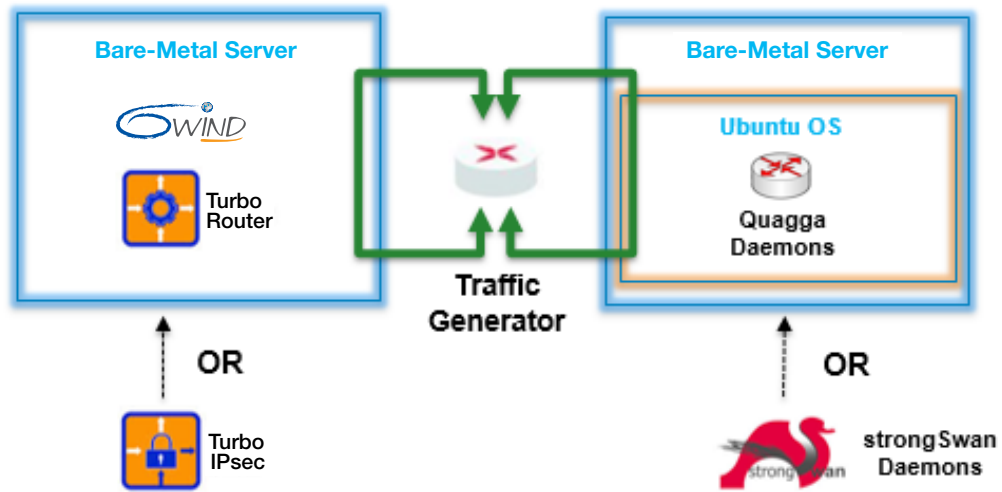 Bare-Metal Server
6WIND
Turbo
Router
OR
Turbo
IPsec
Traffic
Generator
Bare-Metal Server
Ubuntu OS
Quagga
Daemons
OR
strongSwan
strongSwan
Daemons